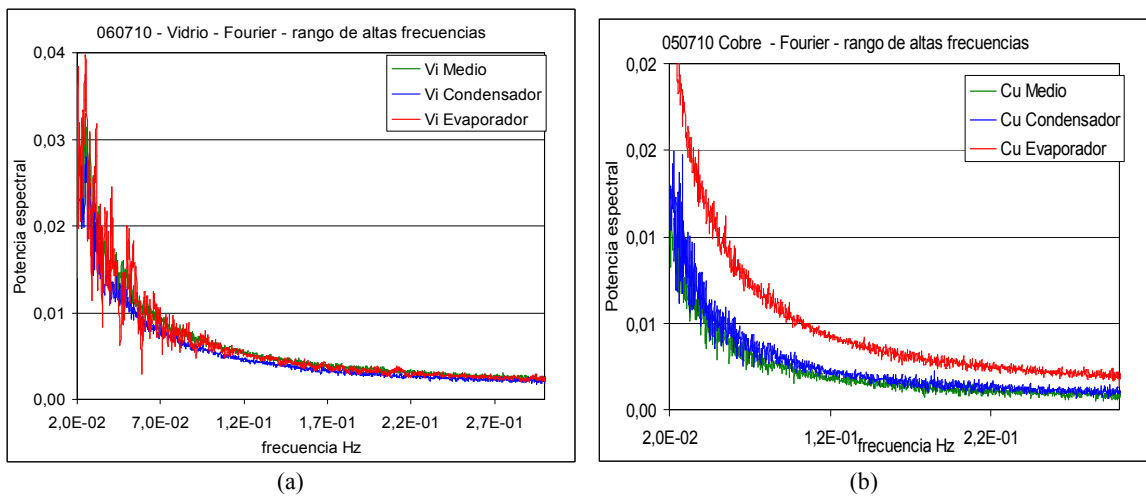 060710 - Vidrio - Fourier - rango de altas frecuencias
Vi Medio
Vi Condensador
Vi Evaporador
Potencia espectral
0,04
0,03
0,02
0,01
0,00
2,0E-02 7,0E-02 1,2E-01 1,7E-01 2,2E-01 2,7E-01
frecuencia Hz
(a)
050710 Cobre - Fourier - rango de altas frecuencias
Cu Medio
Cu Condensador
Cu Evaporador
Potencia espectral
0,02
0,02
0,01
0,01
0,00
2,0E-02 1,2E-01 2,2E-01
frecuencia Hz
(b)